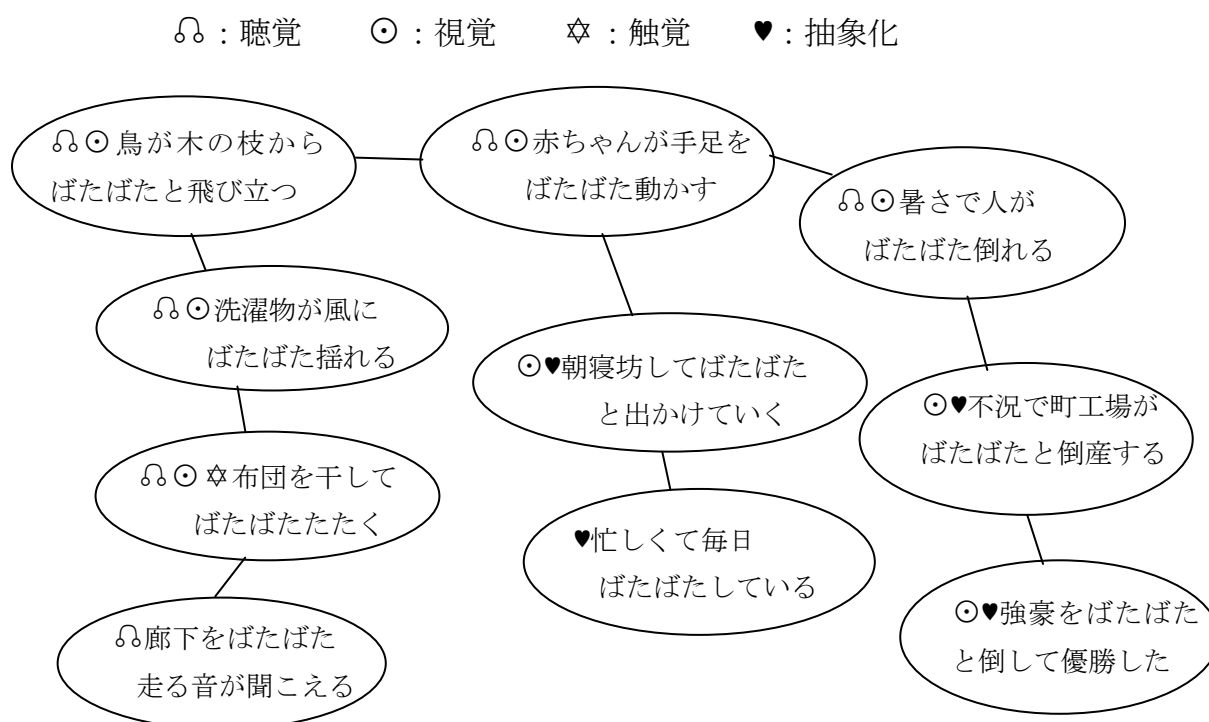 ☊：聴覚　⊙：視覚　✡：触覚　♥：抽象化
☊⊙鳥が木の枝から
ばたばたと飛び立つ
☊⊙赤ちゃんが手足を
ばたばた動かす
☊⊙暑さで人が
ばたばた倒れる
☊⊙洗濯物が風に
ばたばた揺れる
⊙♥朝寝坊してばたばた
と出かけていく
⊙♥不況で町工場が
ばたばたと倒産する
☊⊙✡布団を干して
ばたばたたたく
♥忙しくて毎日
ばたばたしている
⊙♥強豪をばたばた
と倒して優勝した
☊廊下をばたばた
走る音が聞こえる